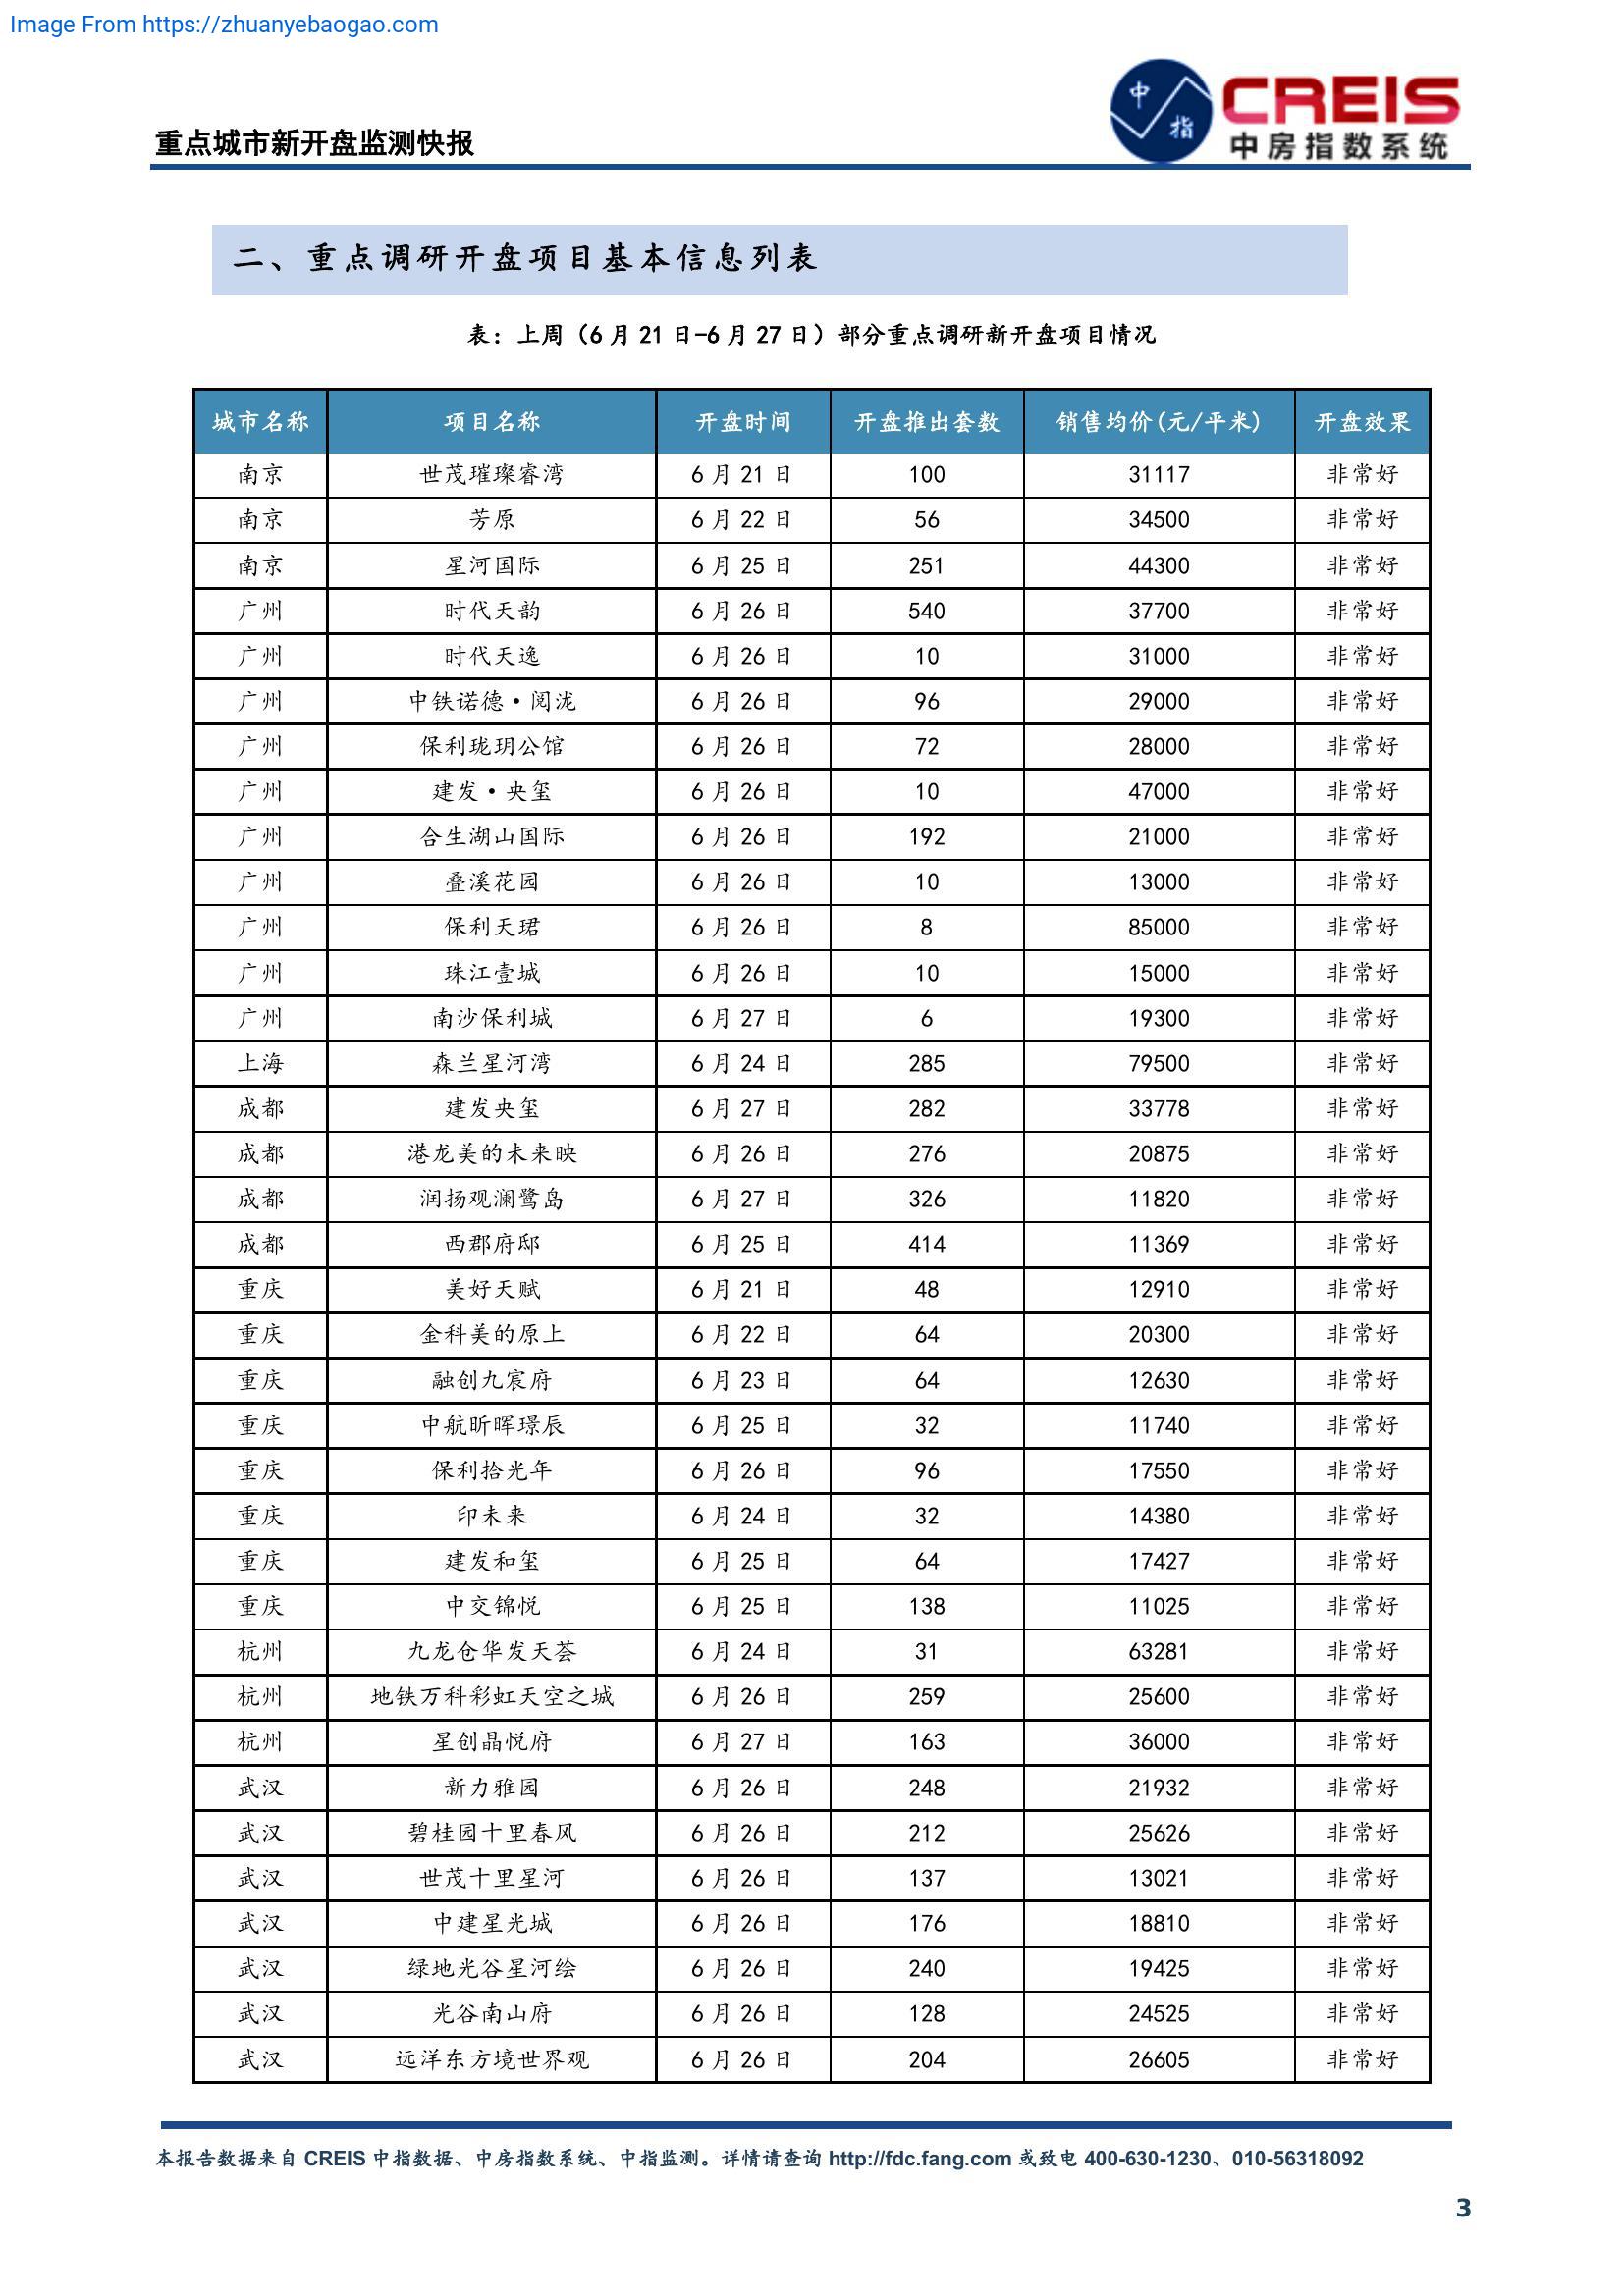 Image From https://zhuanyebaogao.com
中 指 CREIS
中房指数系统
重点城市新开盘监测快报
二、重点调研开盘项目基本信息列表
表：上周（6月21日-6月27日）部分重点调研新开盘项目情况
城市名称 项目名称 开盘时间 开盘推出套数 销售均价(元/平米) 开盘效果
南京 世茂璀璨睿湾 6月21日 100 31117 非常好
南京 芳原 6月22日 56 34500 非常好
南京 星河国际 6月25日 251 44300 非常好
广州 时代天韵 6月26日 540 37700 非常好
广州 时代天逸 6月26日 10 31000 非常好
广州 中铁诺德·阅泷 6月26日 96 29000 非常好
广州 保利珑玥公馆 6月26日 72 28000 非常好
广州 建发·央玺 6月26日 10 47000 非常好
广州 合生湖山国际 6月26日 192 21000 非常好
广州 叠溪花园 6月26日 10 13000 非常好
广州 保利天珺 6月26日 8 85000 非常好
广州 珠江壹城 6月26日 10 15000 非常好
广州 南沙保利城 6月27日 6 19300 非常好
上海 森兰星河湾 6月24日 285 79500 非常好
成都 建发央玺 6月27日 282 33778 非常好
成都 港龙美的未来映 6月26日 276 20875 非常好
成都 润扬观澜鹭岛 6月27日 326 11820 非常好
成都 西郡府邸 6月25日 414 11369 非常好
重庆 美好天赋 6月21日 48 12910 非常好
重庆 金科美的原上 6月22日 64 20300 非常好
重庆 融创九宸府 6月23日 64 12630 非常好
重庆 中航昕晖璟辰 6月25日 32 11740 非常好
重庆 保利拾光年 6月26日 96 17550 非常好
重庆 印未来 6月24日 32 14380 非常好
重庆 建发和玺 6月25日 64 17427 非常好
重庆 中交锦悦 6月25日 138 11025 非常好
杭州 九龙仓华发天荟 6月24日 31 63281 非常好
杭州 地铁万科彩虹天空之城 6月26日 259 25600 非常好
杭州 星创晶悦府 6月27日 163 36000 非常好
武汉 新力雅园 6月26日 248 21932 非常好
武汉 碧桂园十里春风 6月26日 212 25626 非常好
武汉 世茂十里星河 6月26日 137 13021 非常好
武汉 中建星光城 6月26日 176 18810 非常好
武汉 绿地光谷星河绘 6月26日 240 19425 非常好
武汉 光谷南山府 6月26日 128 24525 非常好
武汉 远洋东方境世界观 6月26日 204 26605 非常好
本报告数据来自 CREIS 中指数据、中房指数系统、中指监测。详情请查询 http://fdc.fang.com 或致电 400-630-1230、010-56318092
3